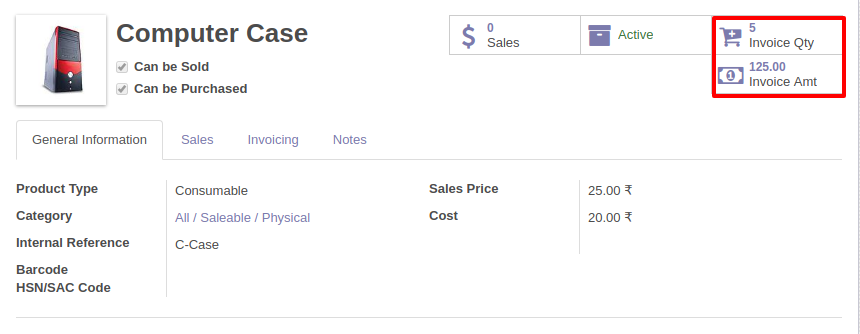 Computer Case
Can be Sold
Can be Purchased
0
Sales
Active
5
Invoice Qty
125.00
Invoice Amt
General Information Sales Invoicing Notes
Product Type Consumable
Category All / Saleable / Physical
Internal Reference C-Case
Barcode
HSN/SAC Code
Sales Price 25.00 ₹
Cost 20.00 ₹